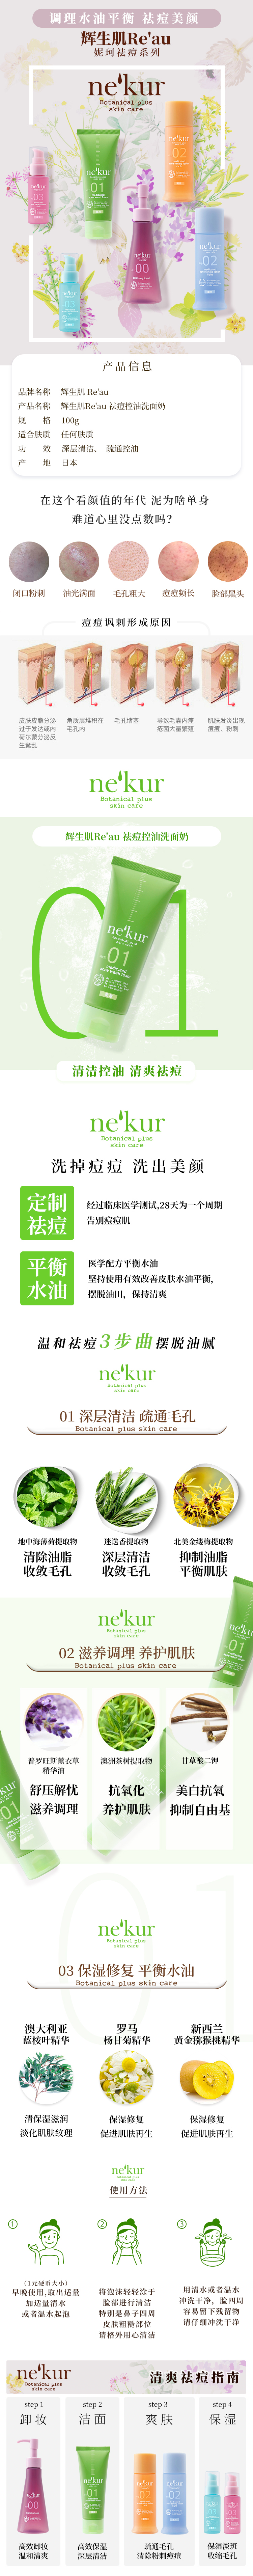 调理水油平衡 祛痘美颜
辉生肌Re'au
妮珂祛痘系列
nekur
Botanical plus
skin care
产品信息
品牌名称 辉生肌 Re'au
产品名称 辉生肌Re'au 祛痘控油洗面奶
规 格 100g
适合肤质 任何肤质
功 效 深层清洁、 疏通控油
产 地 日本
在这个看颜值的年代 泥为啥单身
难道心里没点数吗?
闭口粉刺 油光满面 毛孔粗大 痘痘频长 脸部黑头
痘痘讽刺形成原因
皮肤皮脂分泌
过于发达或内
荷尔蒙分泌反
生紊乱
角质层堆积在
毛孔内
毛孔堵塞
导致毛囊内痤
疮菌大量繁殖
肌肤发炎出现
痘痘、粉刺
nekur
Botanical plus
skin care
辉生肌Re'au 祛痘控油洗面奶
01
nekur
01
清洁控油 清爽祛痘
nekur
Botanical plus
skin care
洗掉痘痘 洗出美颜
定制
祛痘
经过临床医学测试,28天为一个周期
告别痘痘肌
平衡
水油
医学配方平衡水油
坚持使用有效改善皮肤水油平衡,
摆脱油田, 保持清爽
温和祛痘3步曲摆脱油腻
nekur
Botanical plus
skin care
01 深层清洁 疏通毛孔
Botanical plus skin care
地中海薄荷提取物
清除油脂
收敛毛孔
迷迭香提取物
深层清洁
收敛毛孔
北美金缕梅提取物
抑制油脂
平衡肌肤
nekur
Botanical plus
skin care
02 滋养调理 养护肌肤
Botanical plus skin care
普罗旺斯薰衣草
精华油
舒压解忧
滋养调理
澳洲茶树提取物
抗氧化
养护肌肤
甘草酸二钾
美白抗氧
抑制自由基
nekur
Botanical plus
skin care
03 保湿修复 平衡水油
Botanical plus skin care
澳大利亚
蓝桉叶精华
清保湿滋润
淡化肌肤纹理
罗马
杨甘菊精华
保湿修复
促进肌肤再生
新西兰
黄金猕猴桃精华
保湿修复
促进肌肤再生
nekur
Botanical plus
skin care
使用方法
①
(1元硬币大小)
早晚使用,取出适量
加适量清水
或者温水起泡
②
将泡沫轻轻涂于
脸部进行清洁
特别是鼻子四周
皮肤粗糙部位
请格外用心清洁
③
用清水或者温水
冲洗干净, 脸四周
容易留下残留物
请仔细冲洗干净
nekur
Botanical plus
skin care
清爽祛痘指南
step 1
卸妆
高效卸妆
温和清爽
step 2
洁面
高效保湿
深层清洁
step 3
爽肤
疏通毛孔
清除粉刺痘痘
step 4
保湿
保湿淡斑
收缩毛孔